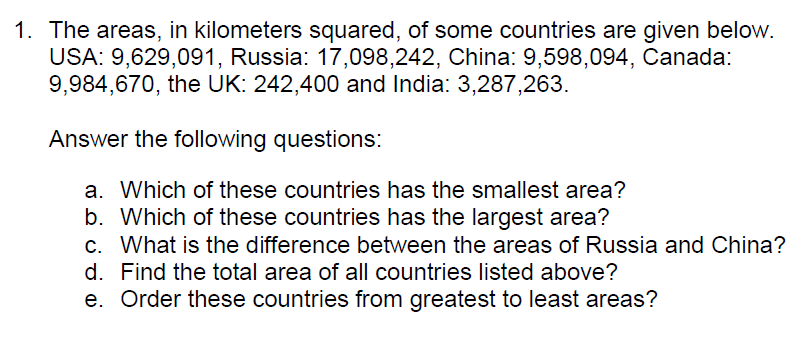 1. The areas, in kilometers squared, of some countries are given below.
USA: 9,629,091, Russia: 17,098,242, China: 9,598,094, Canada:
9,984,670, the UK: 242,400 and India: 3,287,263.
Answer the following questions:
a. Which of these countries has the smallest area?
b. Which of these countries has the largest area?
c. What is the difference between the areas of Russia and China?
d. Find the total area of all countries listed above?
e. Order these countries from greatest to least areas?